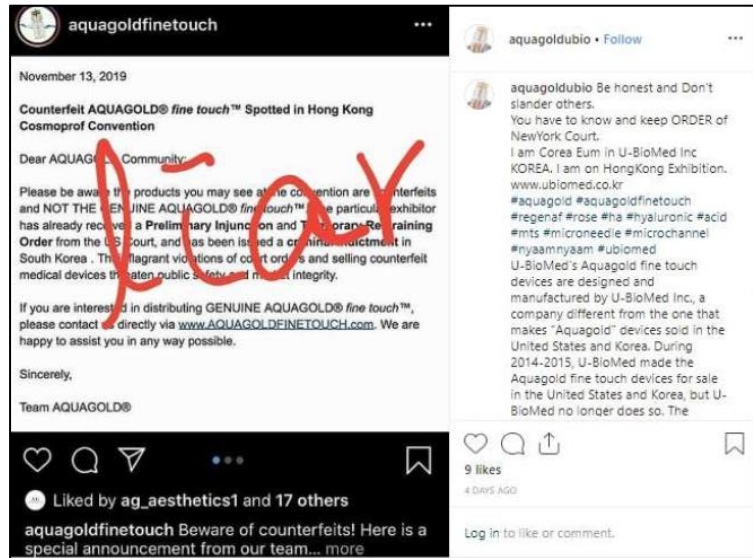 aquagoldfinetouch
November 13, 2019
Counterfeit AQUAGOLD® fine touch™ Spotted in Hong Kong
Cosmoprof Convention
Dear AQUAG Community:
Please be aware the products you may see at the convention are counterfeits
and NOT THE GENUINE AQUAGOLD® fine touch™ particular exhibitor
has already received a Preliminary Injunction and Temporary Restraining
Order from the US Court, and has been issued a criminal indictment in
South Korea. flagrant violations of court orders and selling counterfeit
medical devices threaten public safety and market integrity.
If you are interested in distributing GENUINE AQUAGOLD® fine touch™,
please contact us directly via www.AQUAGOLDFINETOUCH.com. We are
happy to assist you in any way possible.
Sincerely,
Team AQUAGOLD®
liar
Liked by ag_aesthetics1 and 17 others
aquagoldfinetouch Beware of counterfeits! Here is a
special announcement from our team... more
aquagoldubio • Follow
aquagoldubio Be honest and Don't
slander others.
You have to know and keep ORDER of
NewYork Court.
I am Corea Eum in U-BioMed Inc
KOREA. I am on HongKong Exhibition.
www.ubiomed.co.kr
#aquagold #aquagoldfinetouch
#regenaf #rose #ha #hyaluronic #acid
#mts #microneedle #microchannel
#nyaamnyaam #ubiomed
U-BioMed's Aquagold fine touch
devices are designed and
manufactured by U-BioMed Inc., a
company different from the one that
makes "Aquagold" devices sold in the
United States and Korea. During
2014-2015, U-BioMed made the
Aquagold fine touch devices for sale
in the United States and Korea, but U-
BioMed no longer does so. The
9 likes
4 DAYS AGO
Log in to like or comment.